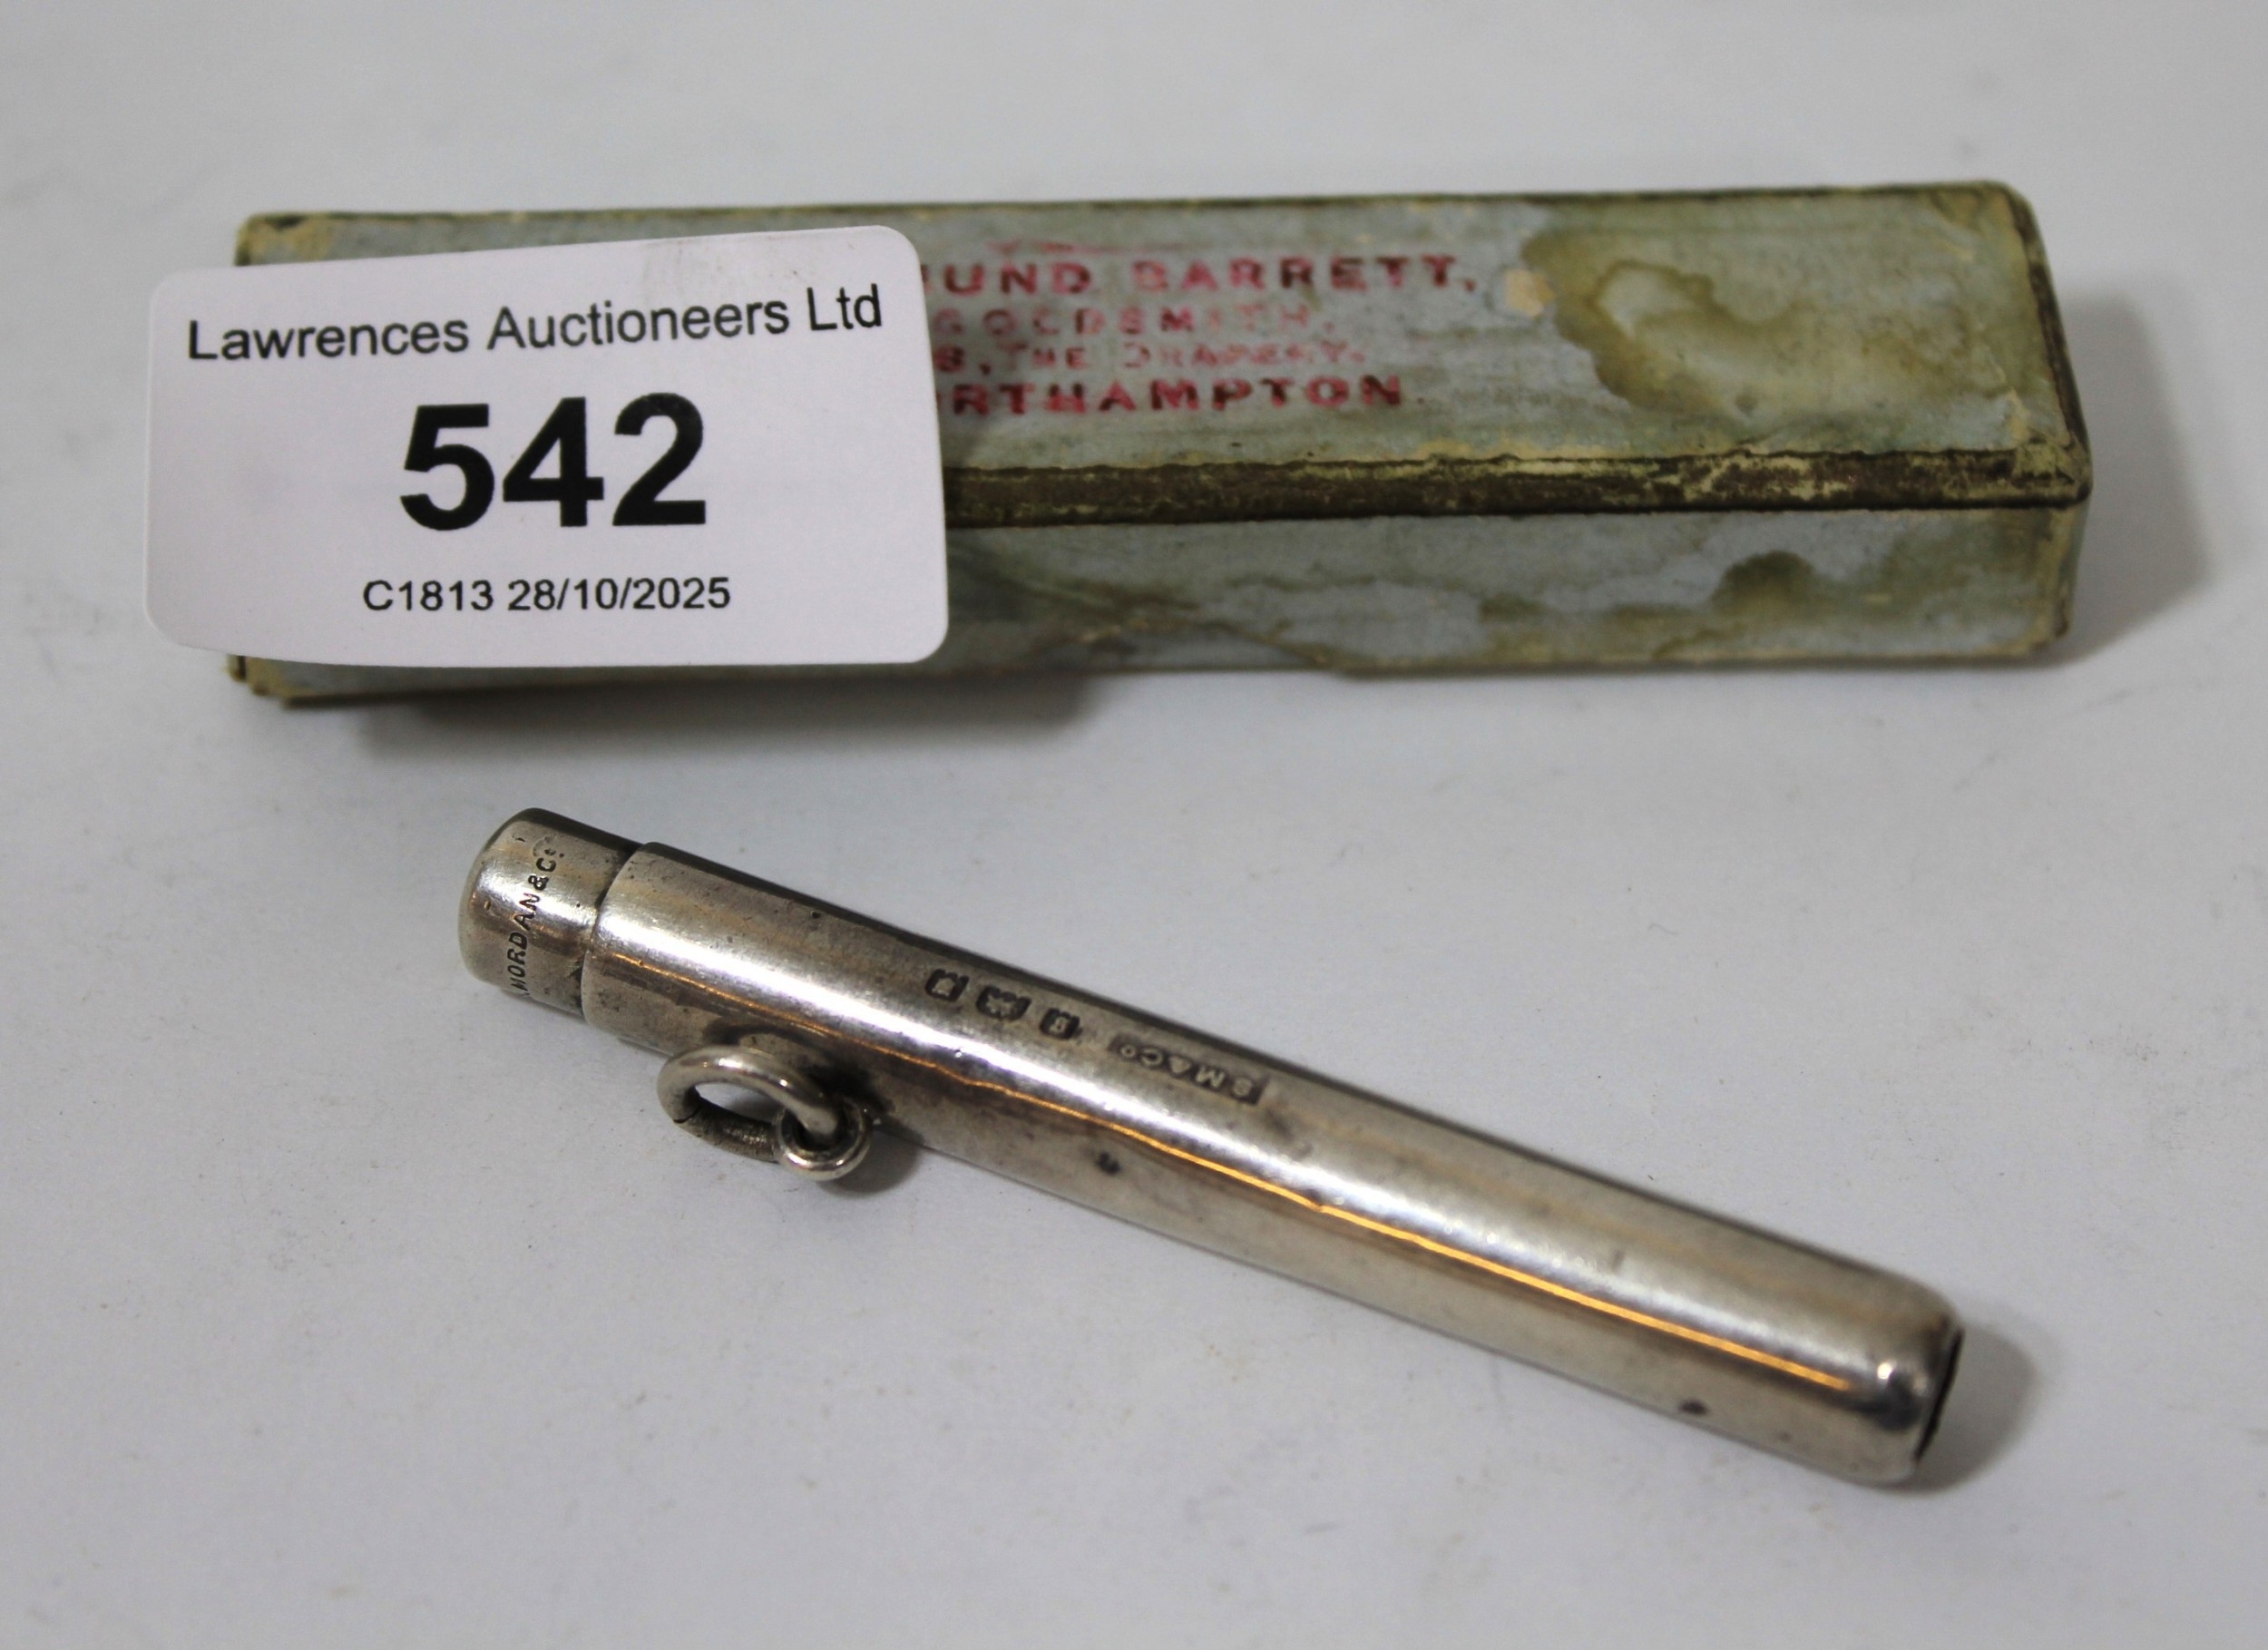 Lawrences Auctioneers Ltd
542
C1813 28/10/2025
UND BARRETT,
GOLDSMITH,
THE DRAPERY,
RTHAMPTON
MORDAN & Co
SM&Co